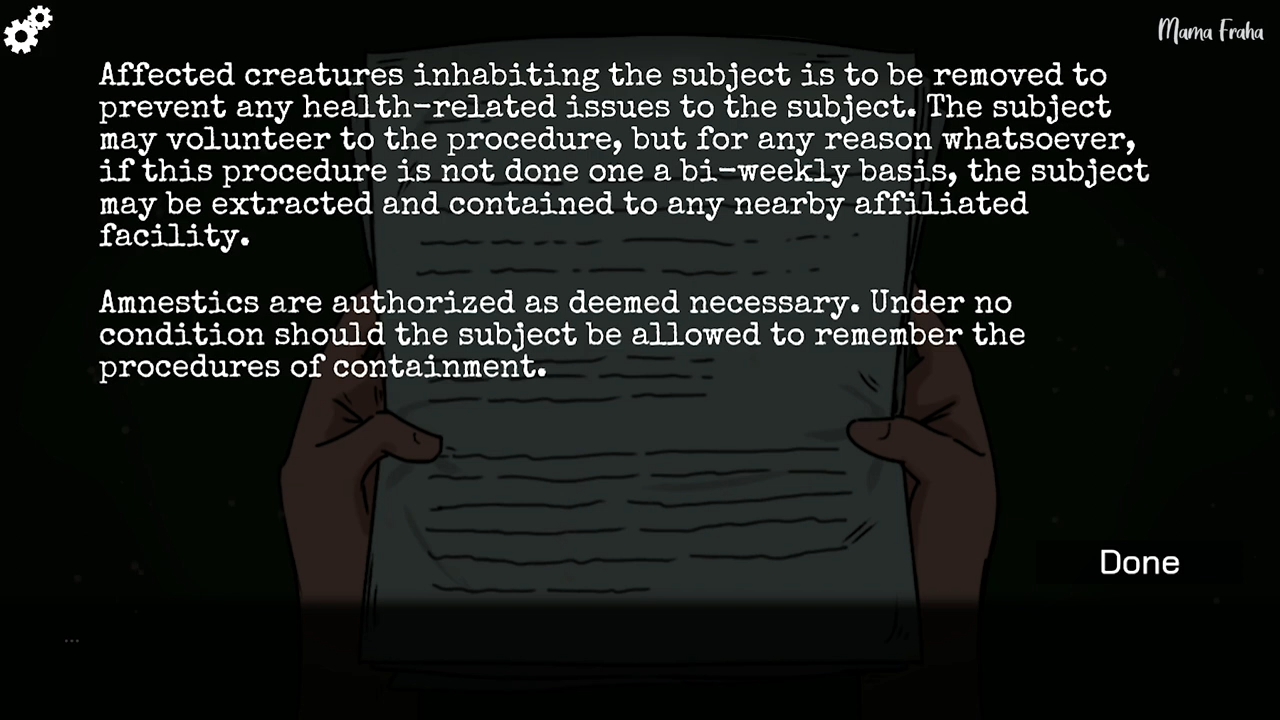 Mama Fraha
Affected creatures inhabiting the subject is to be removed to
prevent any health-related issues to the subject. The subject
may volunteer to the procedure, but for any reason whatsoever,
if this procedure is not done one a bi-weekly basis, the subject
may be extracted and contained to any nearby affiliated
facility.
Amnestics are authorized as deemed necessary. Under no
condition should the subject be allowed to remember the
procedures of containment.
Done
...